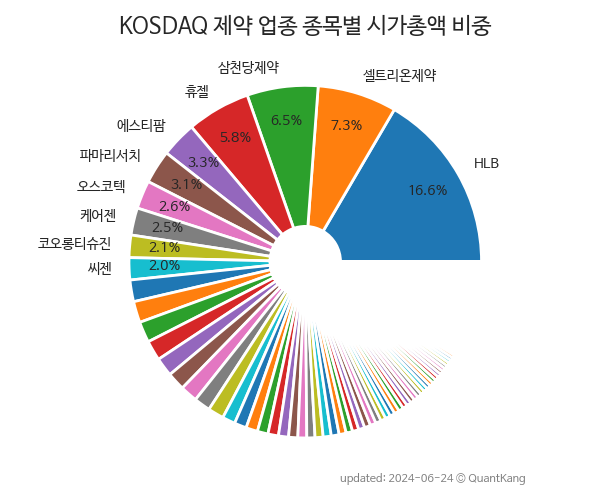 KOSDAQ 제약 업종 종목별 시가총액 비중
HLB
16.6%
셀트리온제약
7.3%
삼천당제약
6.5%
휴젤
5.8%
에스티팜
3.3%
파마리서치
3.1%
오스코텍
2.6%
케어젠
2.5%
코오롱티슈진
2.1%
씨젠
2.0%
updated: 2024-06-24 © QuantKang